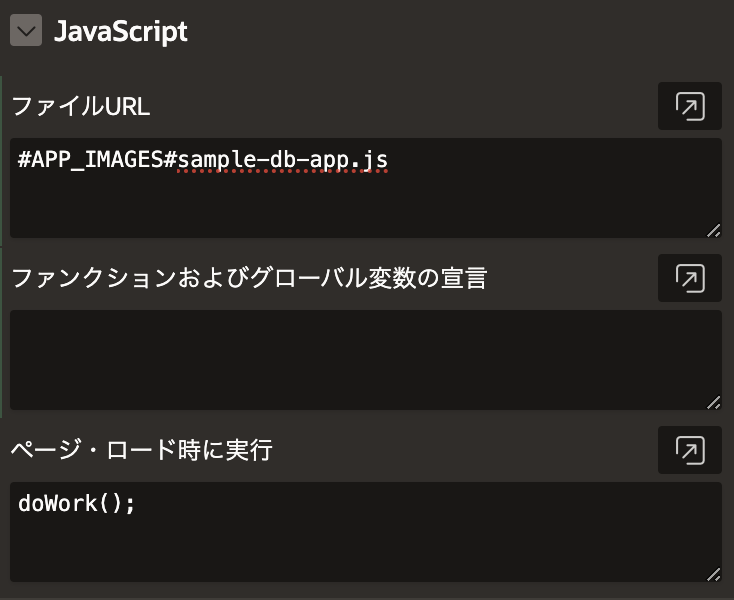 JavaScript
ファイルURL
#APP_IMAGES#sample-db-app.js
ファンクションおよびグローバル変数の宣言
ページ・ロード時に実行
doWork();